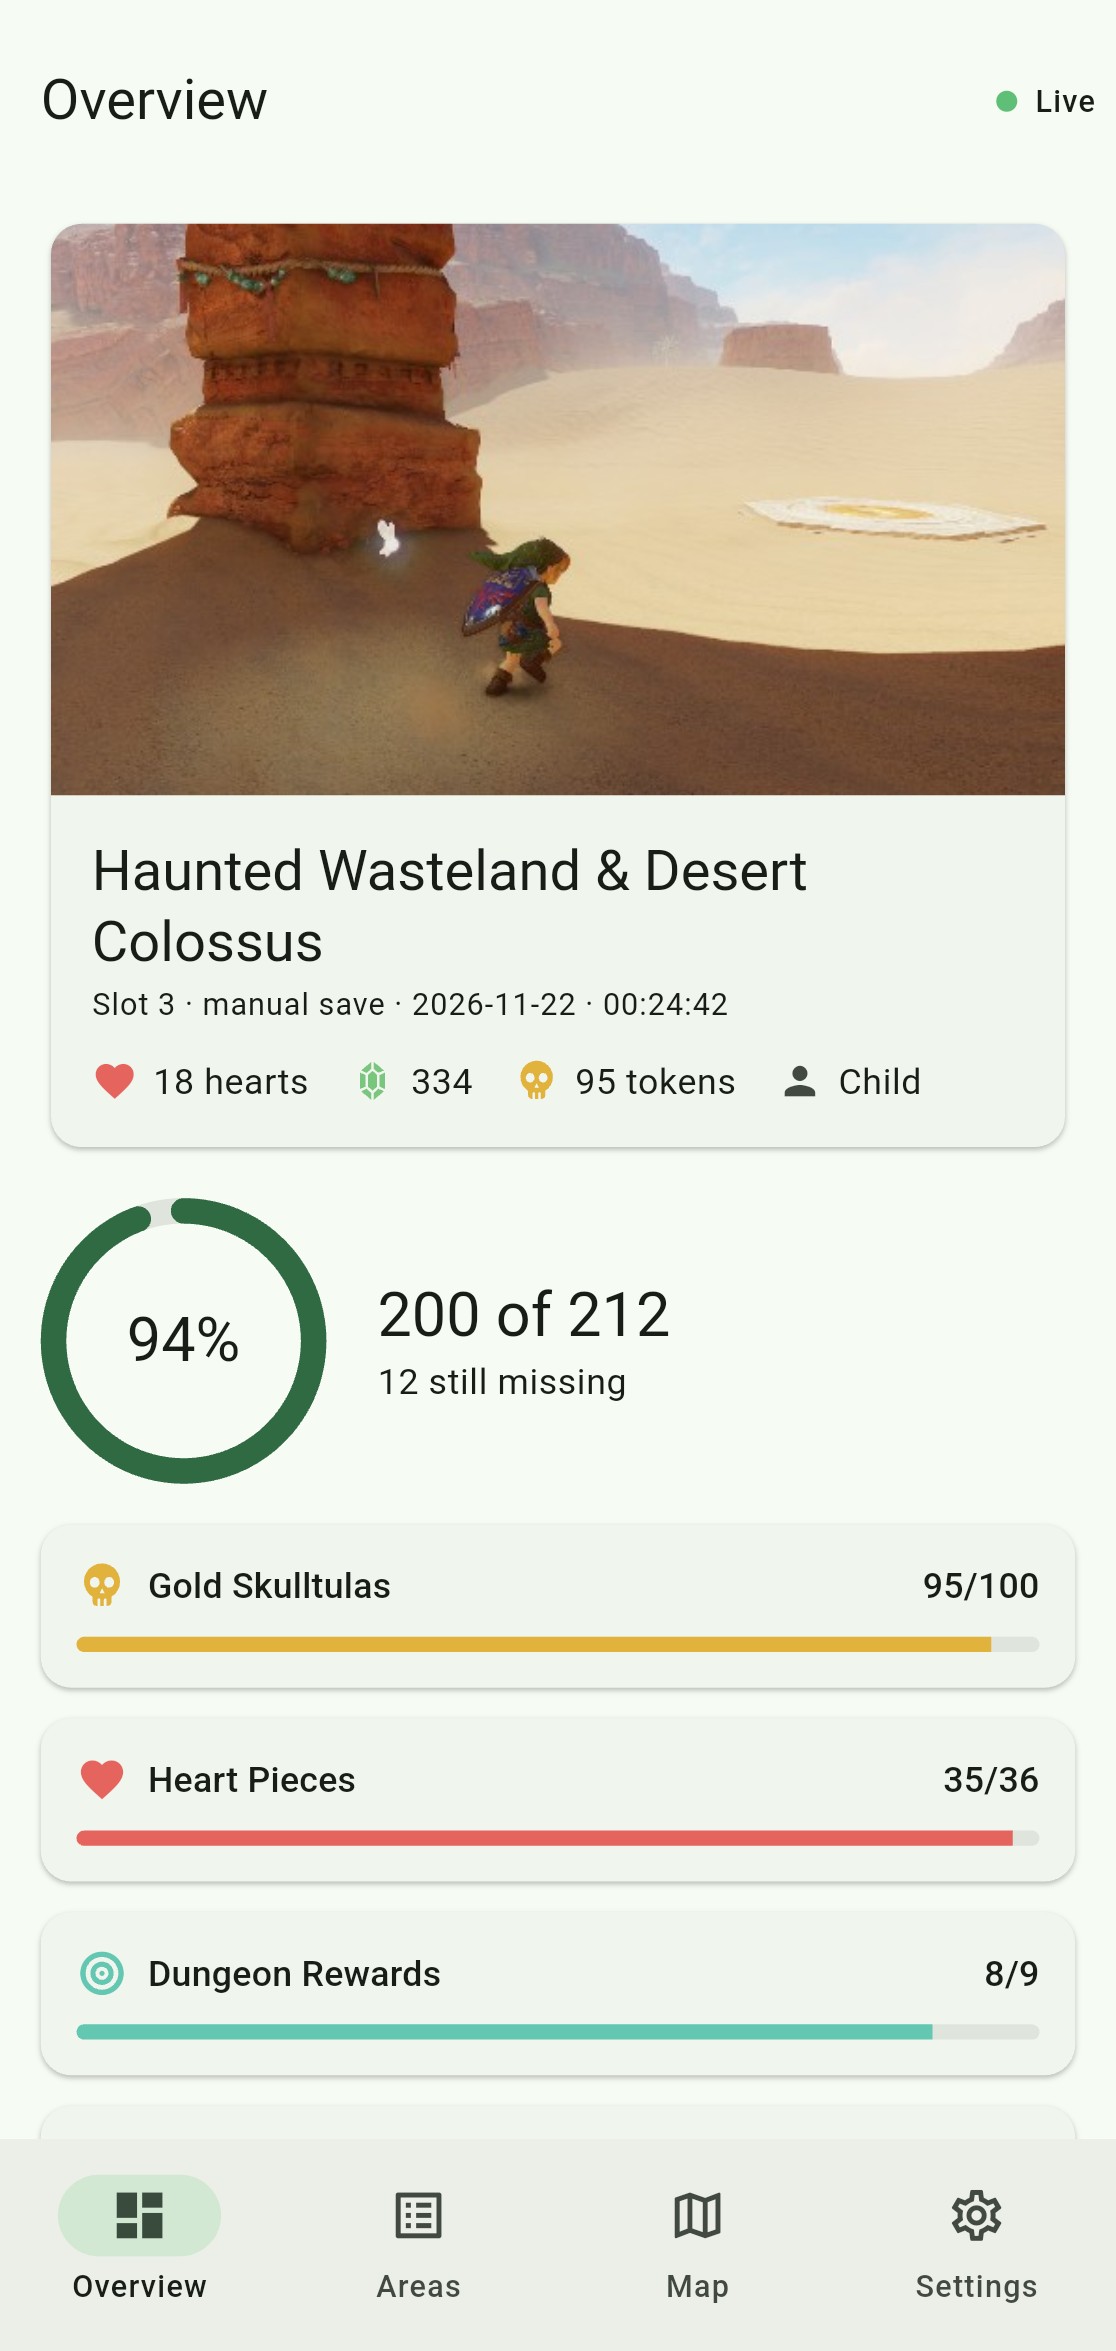 Overview
Live
Haunted Wasteland & Desert
Colossus
Slot 3 · manual save · 2026-11-22 · 00:24:42
18 hearts 334 95 tokens Child
94%
200 of 212
12 still missing
Gold Skulltulas 95/100
Heart Pieces 35/36
Dungeon Rewards 8/9
Overview Areas Map Settings